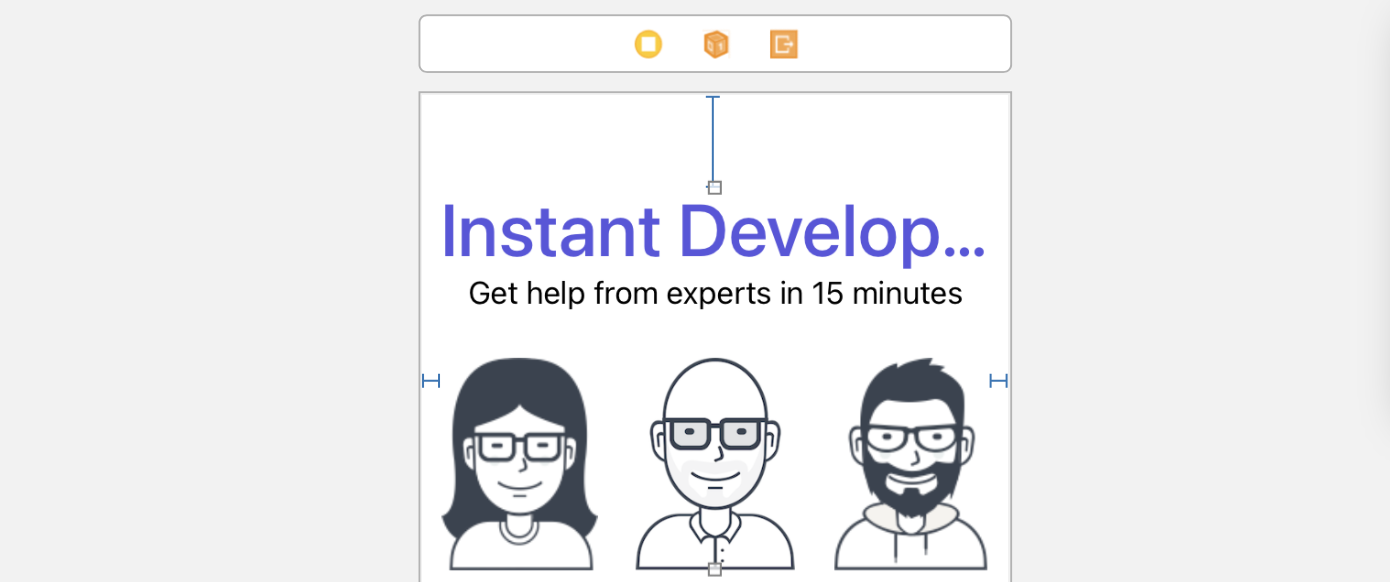 Instant Develop...
Get help from experts in 15 minutes